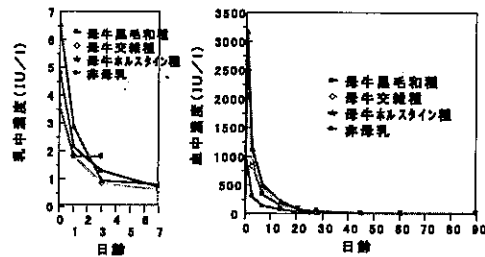 7
6
5
4
3
2
1
0
乳中濃度(IU/l)
母牛黒毛和種
母牛交雑種
母牛ホルスタイン種
非母乳
0 1 3 7
日齢
3500
3000
2500
2000
1500
1000
500
0
血中濃度(IU/l)
母牛黒毛和種
母牛交雑種
母牛ホルスタイン種
非母乳
0 10 20 30 40 50 60 70 80 90
日齢